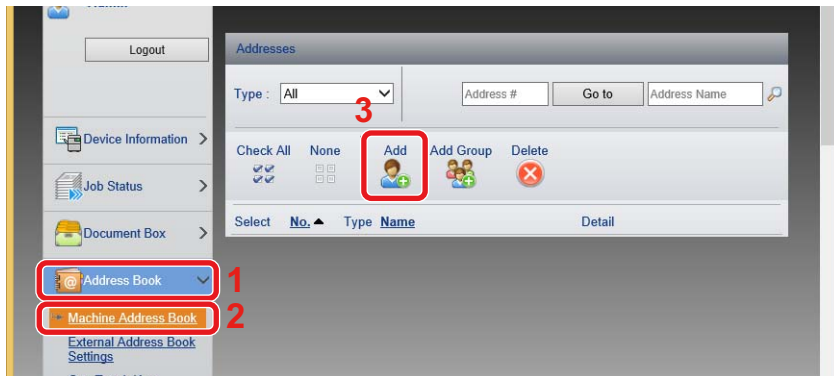 Admin
Logout
Addresses
Type : All
Address # Go to Address Name
3
Check All None Add Add Group Delete
Select No. Type Name Detail
Device Information
Job Status
Document Box
Address Book 1
Machine Address Book 2
External Address Book
Settings